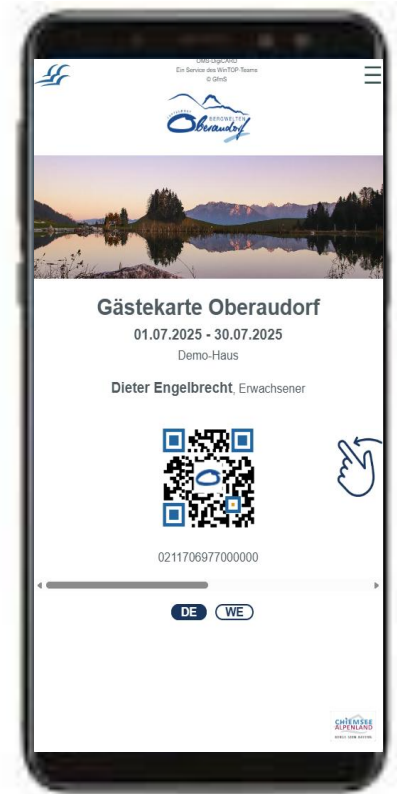 OMS DigiCARD
Ein Service des WinTOP-Teams
© GfmS
BERGWELTEN
Oberaudorf
Gästekarte Oberaudorf
01.07.2025 - 30.07.2025
Demo-Haus
Dieter Engelbrecht, Erwachsener
0211706977000000
DE WE
CHIEMSEE
ALPENLAND